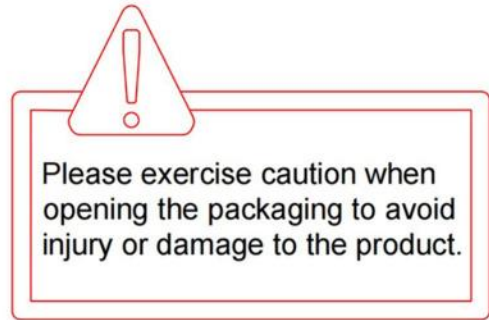 Please exercise caution when
opening the packaging to avoid
injury or damage to the product.